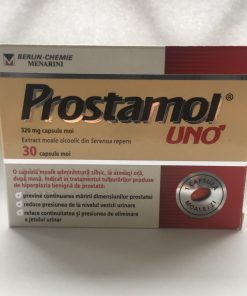 BERLIN-CHEMIE
MENARINI
Prostamol®
UNO
320 mg capsule moi
Extract moale alcoolic din Serenoa repens
30 capsule moi
O capsulă moale administrată zilnic, la aceeași oră,
după masă. Indicat în tratamentul tulburărilor produse
de hiperplazia benignă de prostată:
previne continuarea măririi dimensiunilor prostatei
reduce presiunea de la nivelul vezicii urinare
reface continuitatea și presiunea de eliminare
a jetului urinar
1 CAPSULĂ
MOALE/ZI